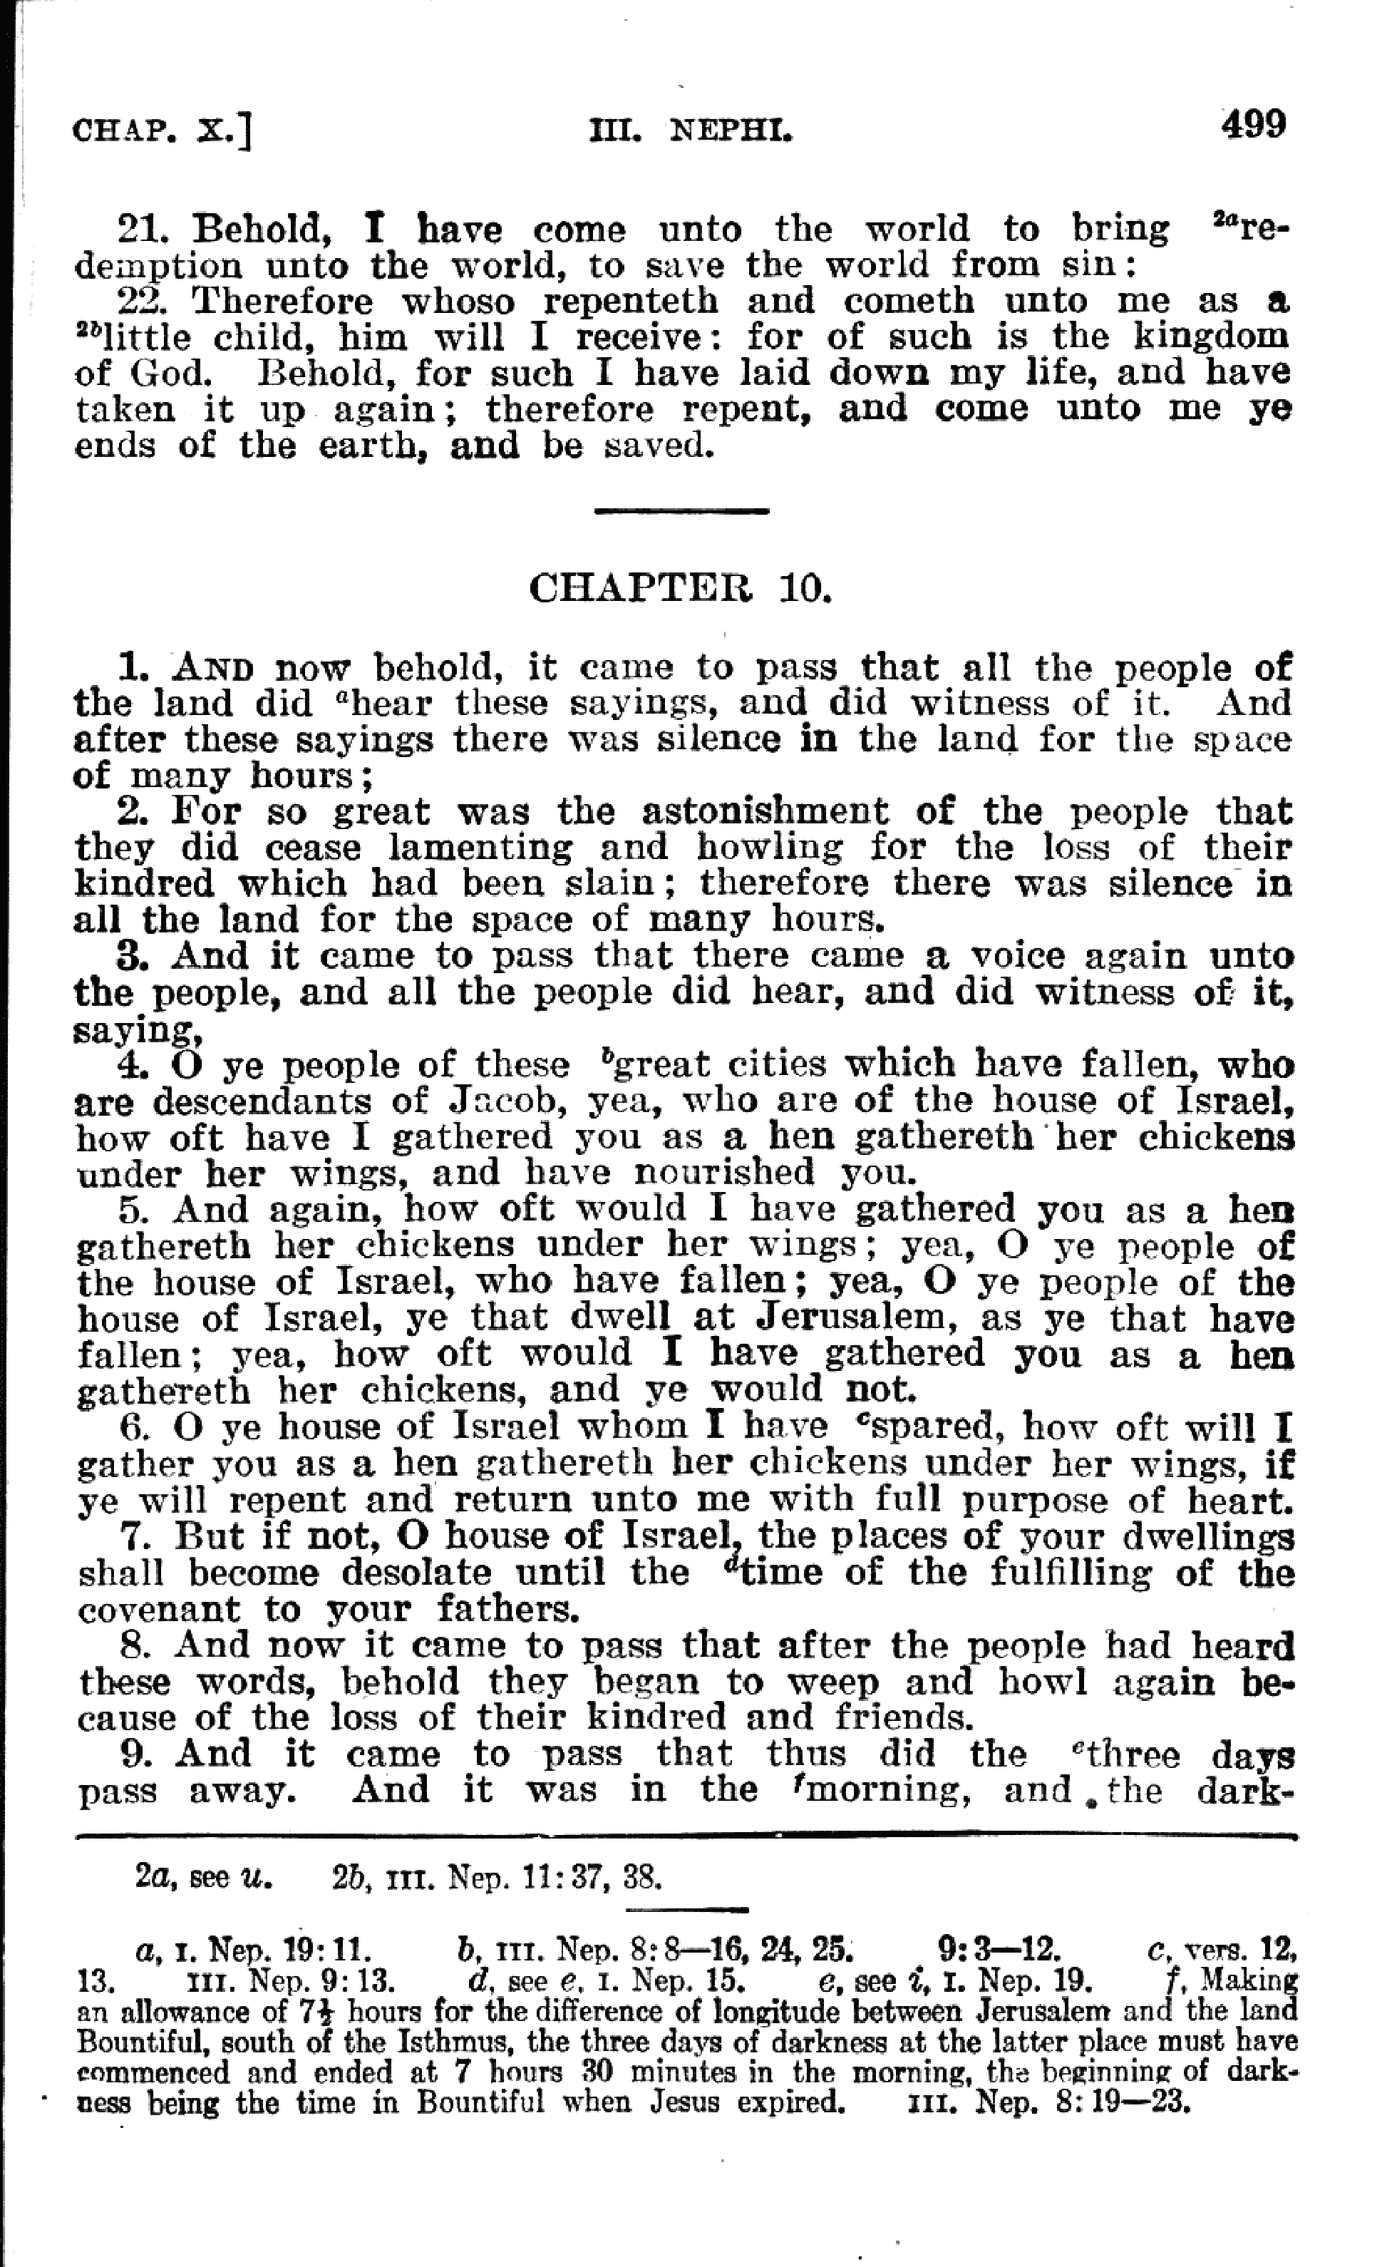 CHAP. X.] III. NEPHI. 499
21. Behold, I have come unto the world to bring 2a re-
demption unto the world, to save the world from sin:
22. Therefore whoso repenteth and cometh unto me as a
2b little child, him will I receive: for of such is the kingdom
of God. Behold, for such I have laid down my life, and have
taken it up again; therefore repent, and come unto me ye
ends of the earth, and be saved.
CHAPTER 10.
1. AND now behold, it came to pass that all the people of
the land did a hear these sayings, and did witness of it. And
after these sayings there was silence in the land for the space
of many hours;
2. For so great was the astonishment of the people that
they did cease lamenting and howling for the loss of their
kindred which had been slain; therefore there was silence in
all the land for the space of many hours.
3. And it came to pass that there came a voice again unto
the people, and all the people did hear, and did witness of it,
saying,
4. O ye people of these b great cities which have fallen, who
are descendants of Jacob, yea, who are of the house of Israel,
how oft have I gathered you as a hen gathereth her chickens
under her wings, and have nourished you.
5. And again, how oft would I have gathered you as a hen
gathereth her chickens under her wings; yea, O ye people of
the house of Israel, who have fallen; yea, O ye people of the
house of Israel, ye that dwell at Jerusalem, as ye that have
fallen; yea, how oft would I have gathered you as a hen
gathereth her chickens, and ye would not.
6. O ye house of Israel whom I have c spared, how oft will I
gather you as a hen gathereth her chickens under her wings, if
ye will repent and return unto me with full purpose of heart.
7. But if not, O house of Israel, the places of your dwellings
shall become desolate until the d time of the fulfilling of the
covenant to your fathers.
8. And now it came to pass that after the people had heard
these words, behold they began to weep and howl again be-
cause of the loss of their kindred and friends.
9. And it came to pass that thus did the e three days
pass away. And it was in the f morning, and the dark-
2a, see u. 2b, III. Nep. 11: 37, 38.
a, I. Nep. 19: 11. b, III. Nep. 8: 8—16, 24, 25. 9: 3—12. c, vers. 12,
13. III. Nep. 9: 13. d, see e, I. Nep. 15. e, see i, I. Nep. 19. f, Making
an allowance of 7½ hours for the difference of longitude between Jerusalem and the land
Bountiful, south of the Isthmus, the three days of darkness at the latter place must have
commenced and ended at 7 hours 30 minutes in the morning, the beginning of dark-
ness being the time in Bountiful when Jesus expired. III. Nep. 8: 19—23.